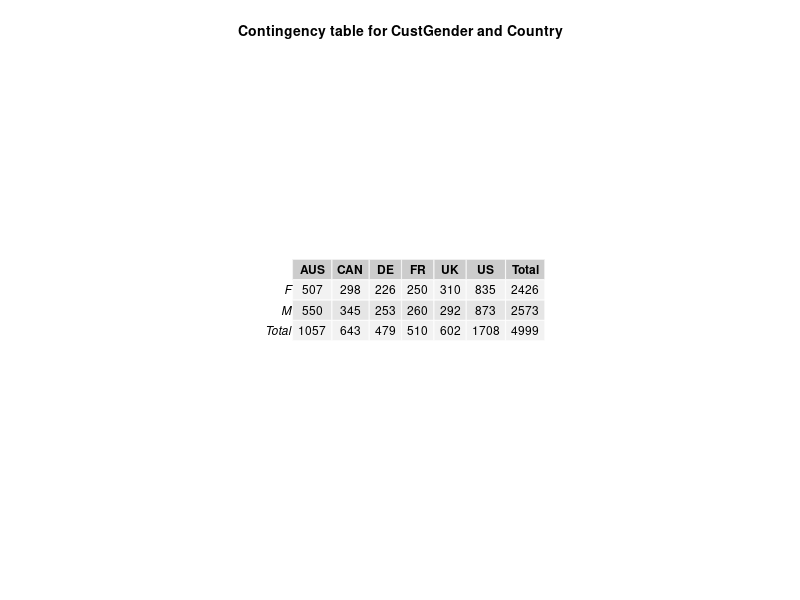 Contingency table for CustGender and Country
AUS CAN DE FR UK US Total
F 507 298 226 250 310 835 2426
M 550 345 253 260 292 873 2573
Total 1057 643 479 510 602 1708 4999